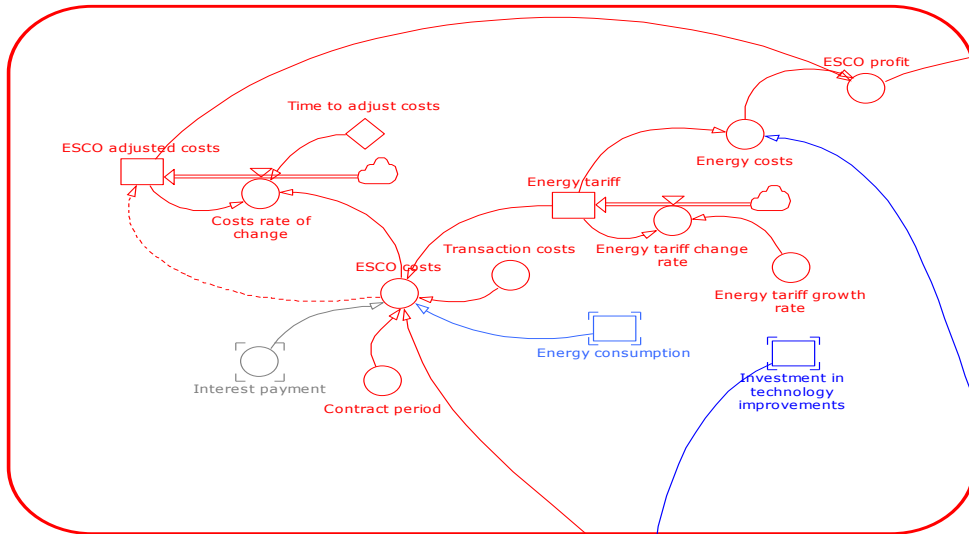 ESCO profit
Time to adjust costs
ESCO adjusted costs
Energy costs
Energy tariff
Costs rate of
change
Transaction costs
Energy tariff change
rate
ESCO costs
Energy tariff growth
rate
Energy consumption
Interest payment
Investment in
technology
improvements
Contract period